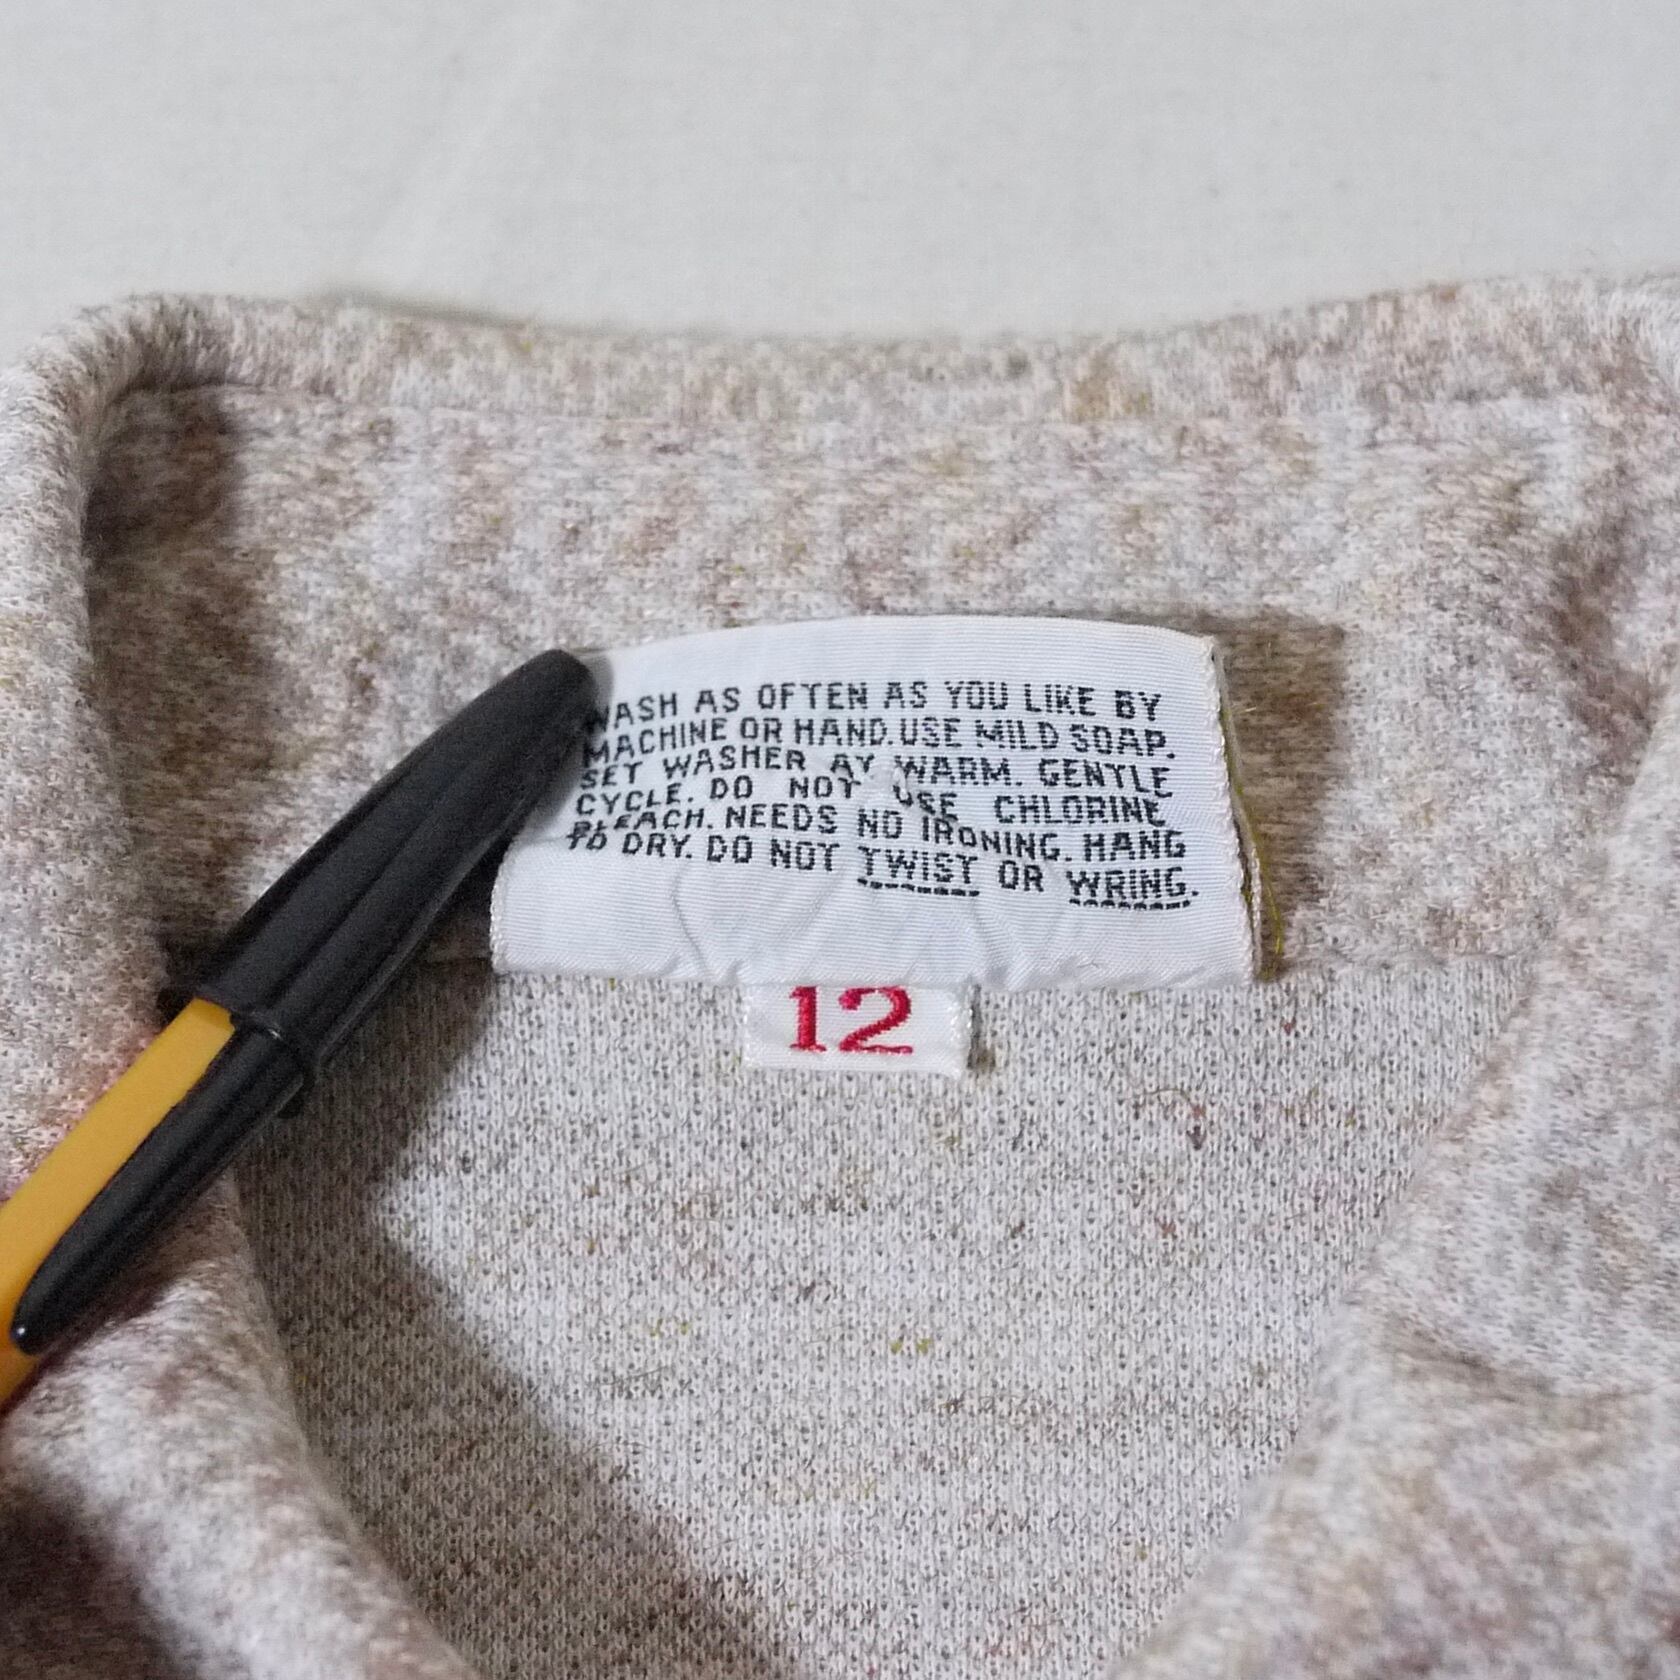 WASH AS OFTEN AS YOU LIKE BY
MACHINE OR HAND. USE MILD SOAP.
SET WASHER AT WARM. GENTLE
CYCLE. DO NOT USE CHLORINE
BLEACH. NEEDS NO IRONING. HANG
TO DRY. DO NOT TWIST OR WRING.
12